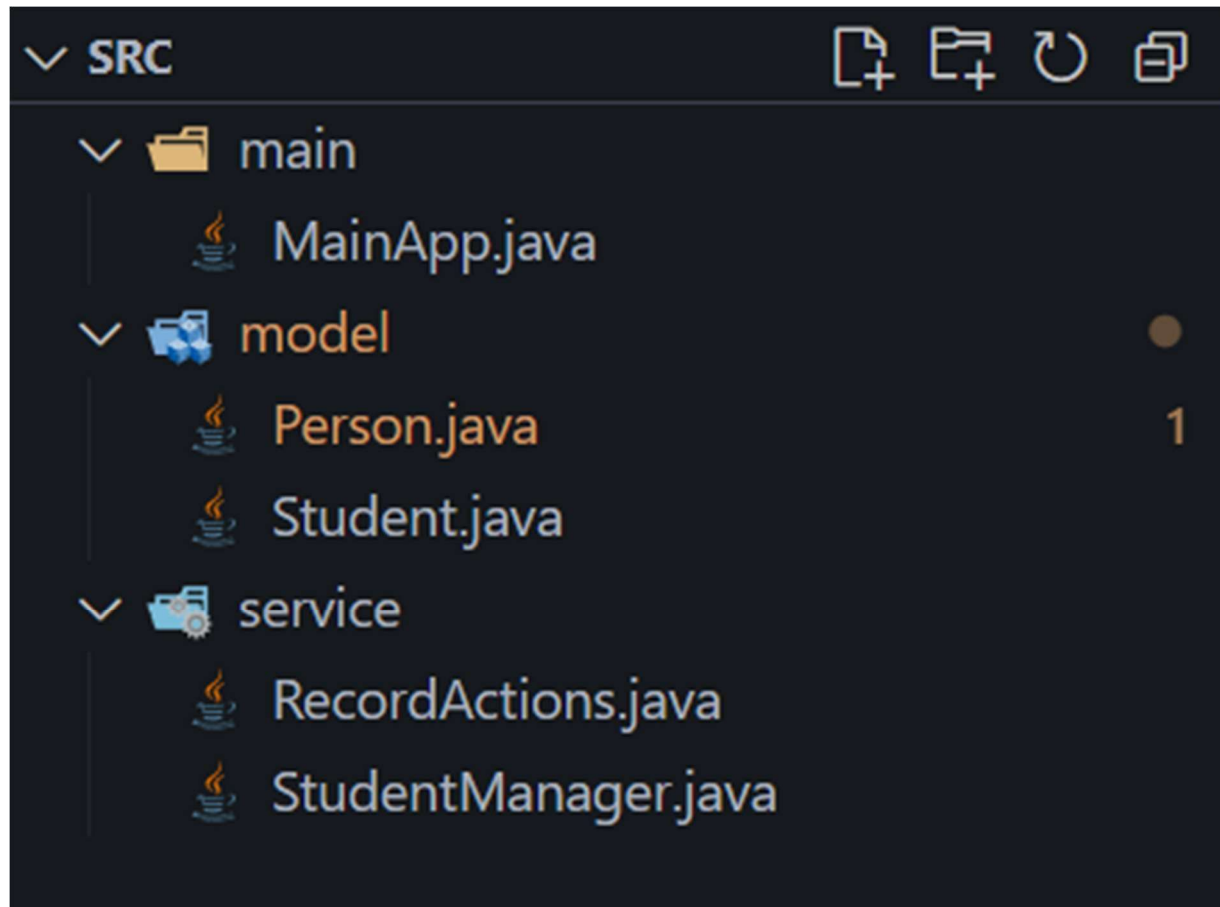 SRC
main
MainApp.java
model
Person.java 1
Student.java
service
RecordActions.java
StudentManager.java